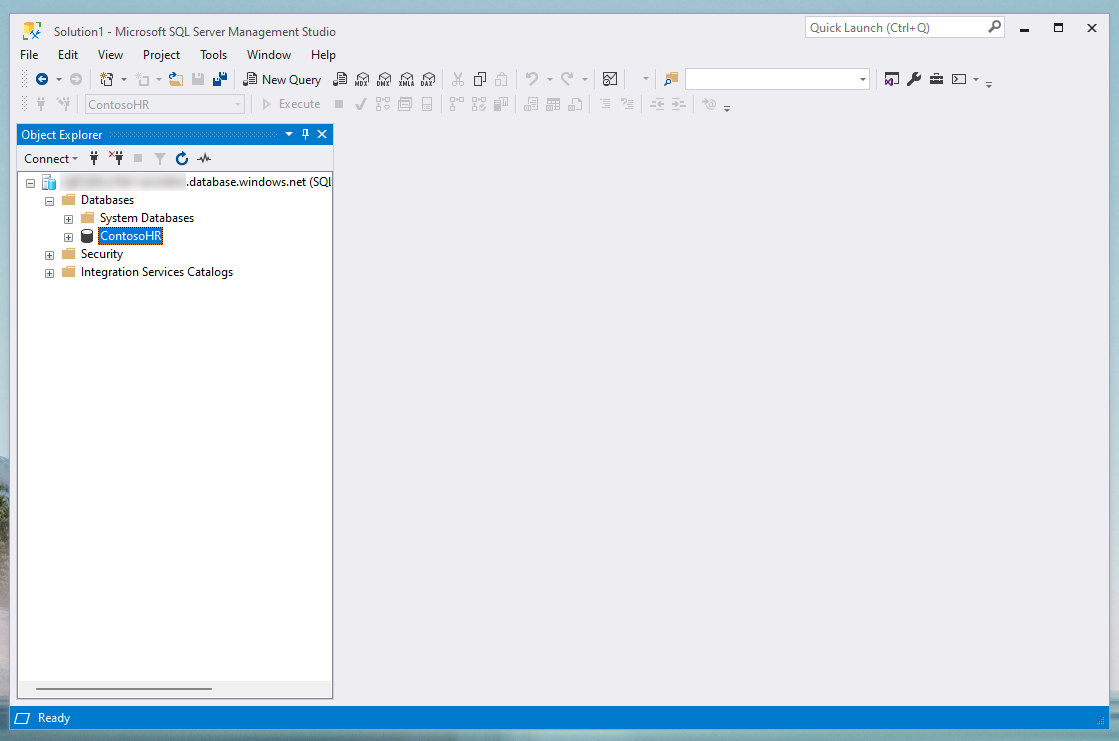 Solution1 - Microsoft SQL Server Management Studio
Quick Launch (Ctrl+Q)
File Edit View Project Tools Window Help
New Query MDX DMX XMLA DAX
ContosoHR Execute
Object Explorer
Connect
.database.windows.net (SQL
Databases
System Databases
ContosoHR
Security
Integration Services Catalogs
Ready